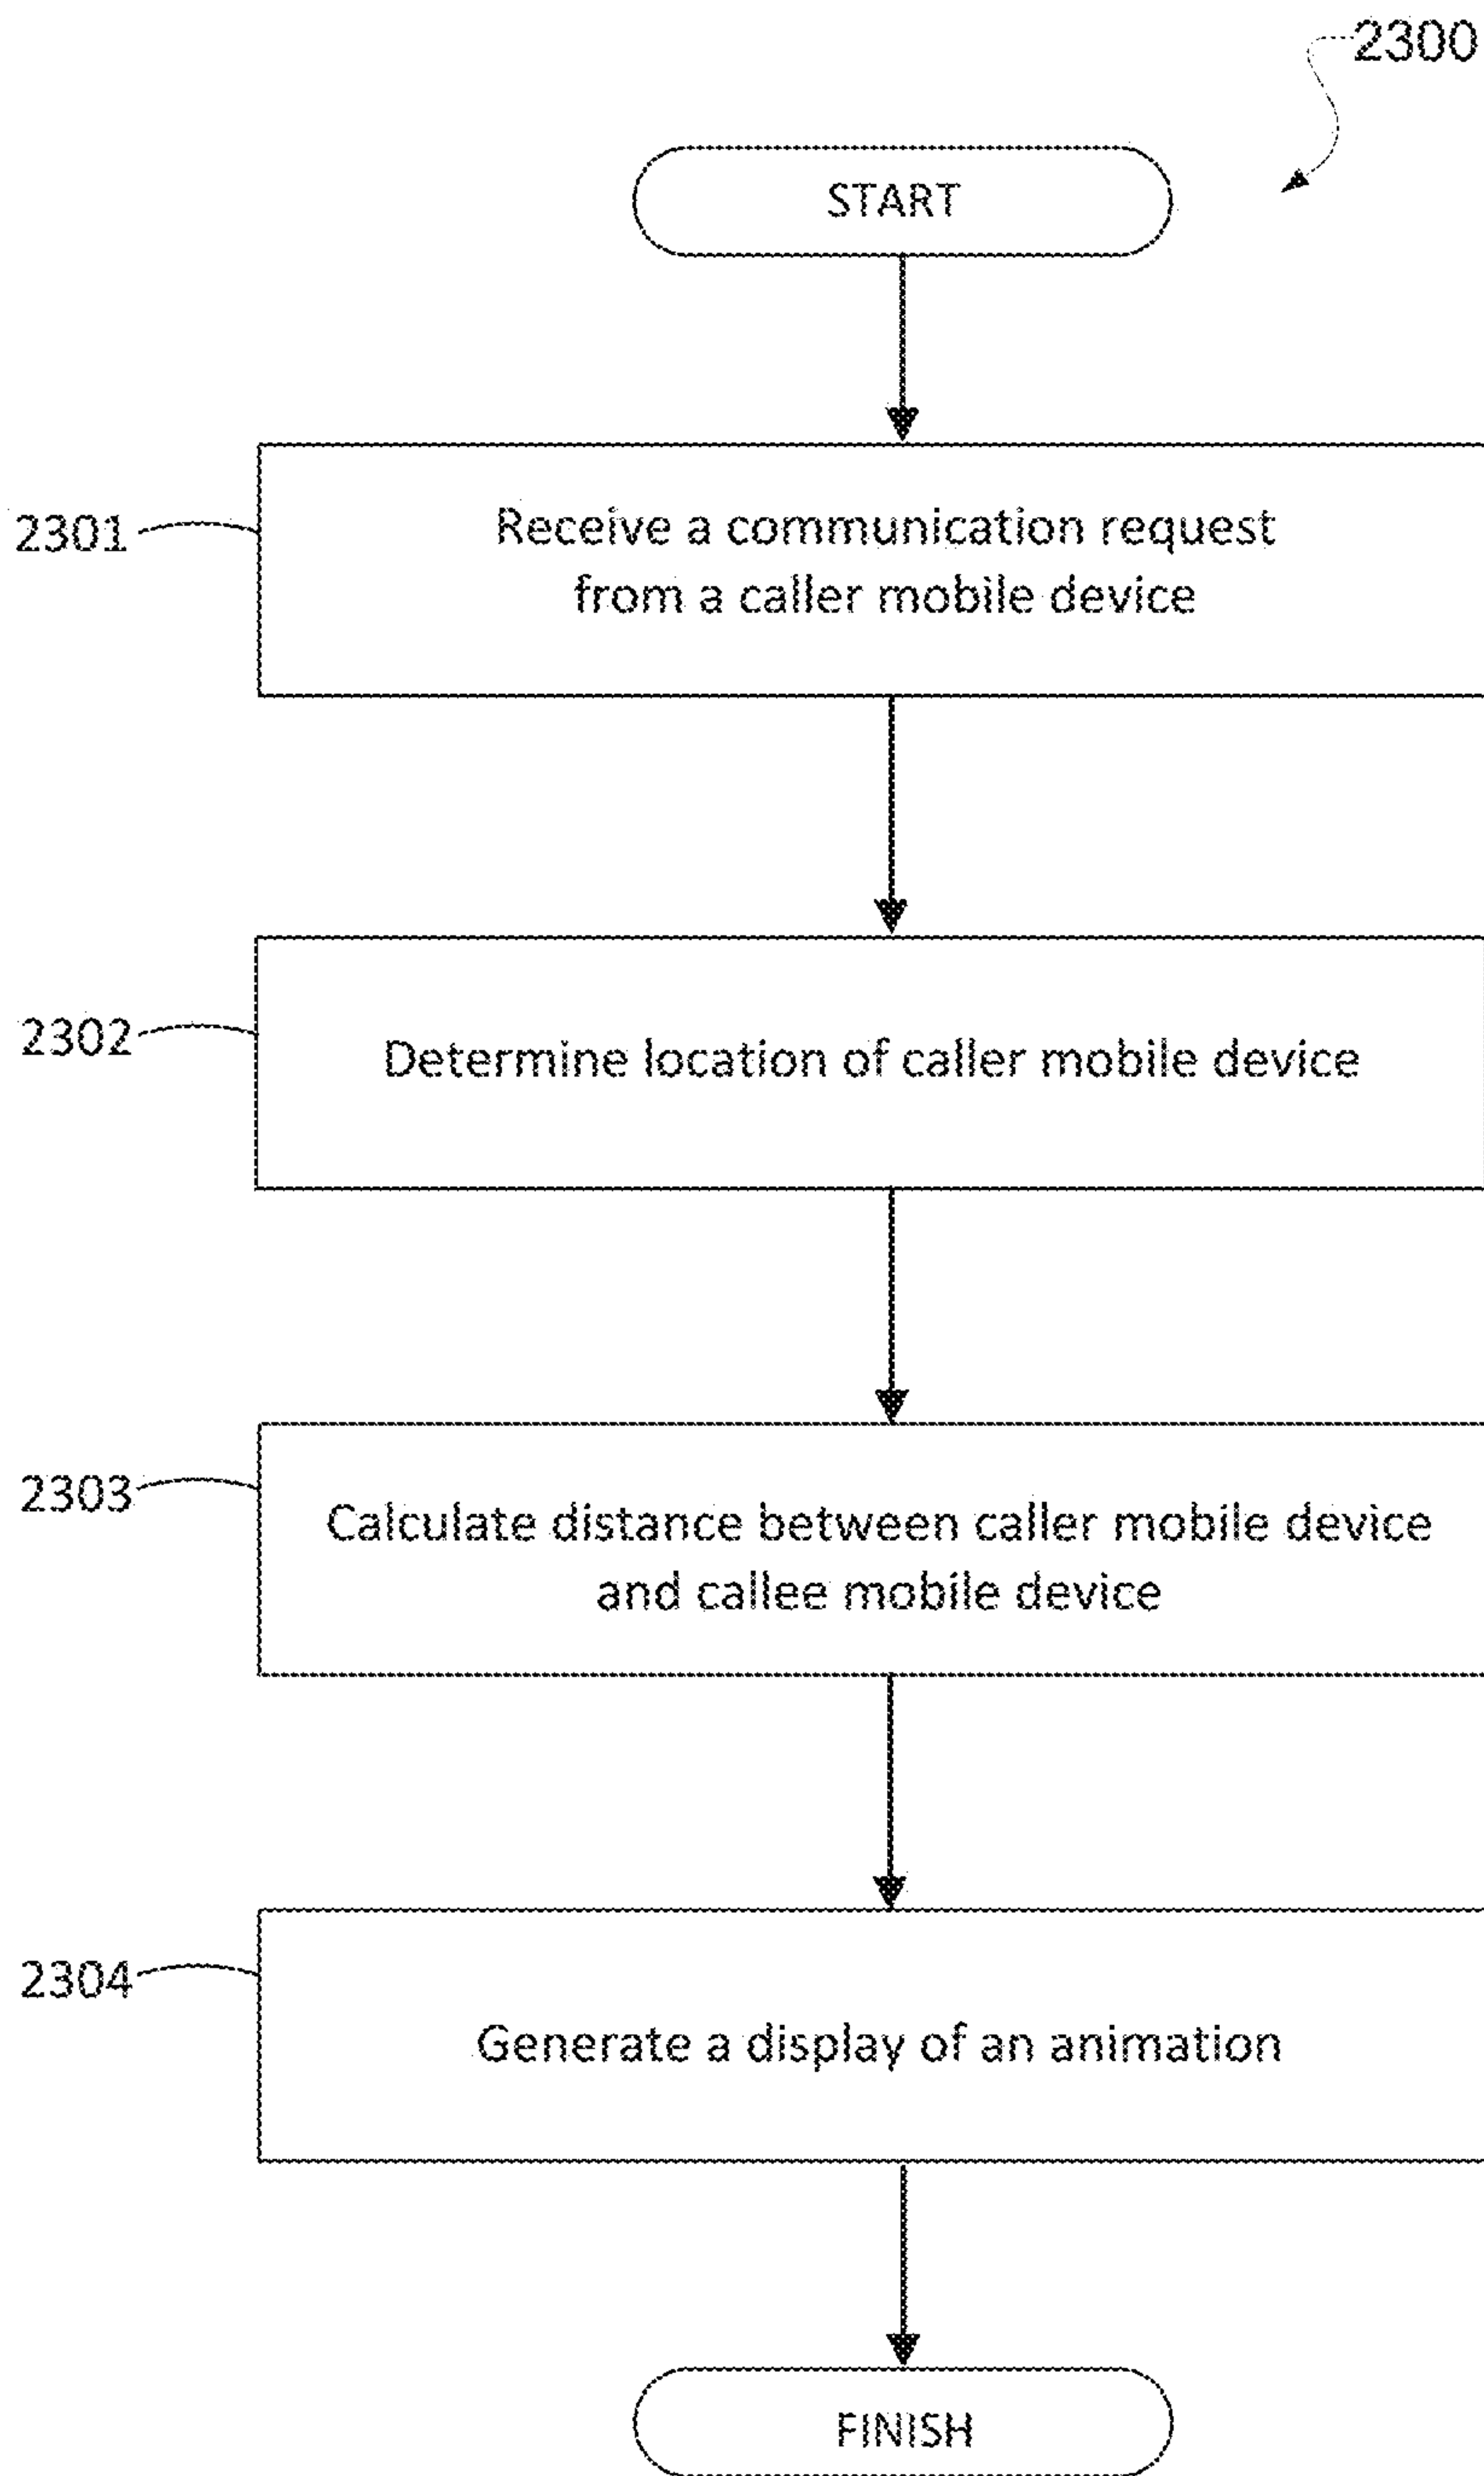 2300
START
2301
Receive a communication request
from a caller mobile device
2302
Determine location of caller mobile device
2303
Calculate distance between caller mobile device
and callee mobile device
2304
Generate a display of an animation
FINISH